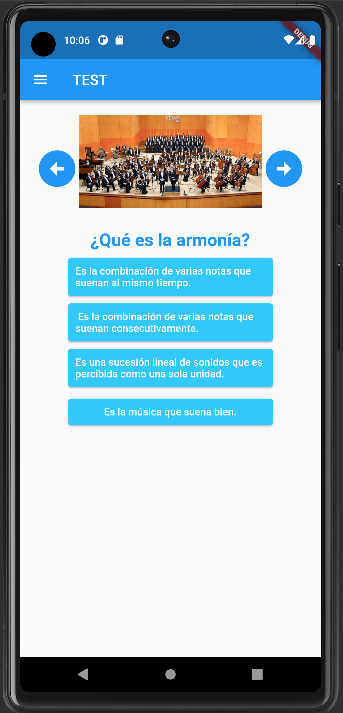 10:06
DEBUG
TEST
rtve
¿Qué es la armonía?
Es la combinación de varias notas que
suenan al mismo tiempo.
Es la combinación de varias notas que
suenan consecutivamente.
Es una sucesión lineal de sonidos que es
percibida como una sola unidad.
Es la música que suena bien.